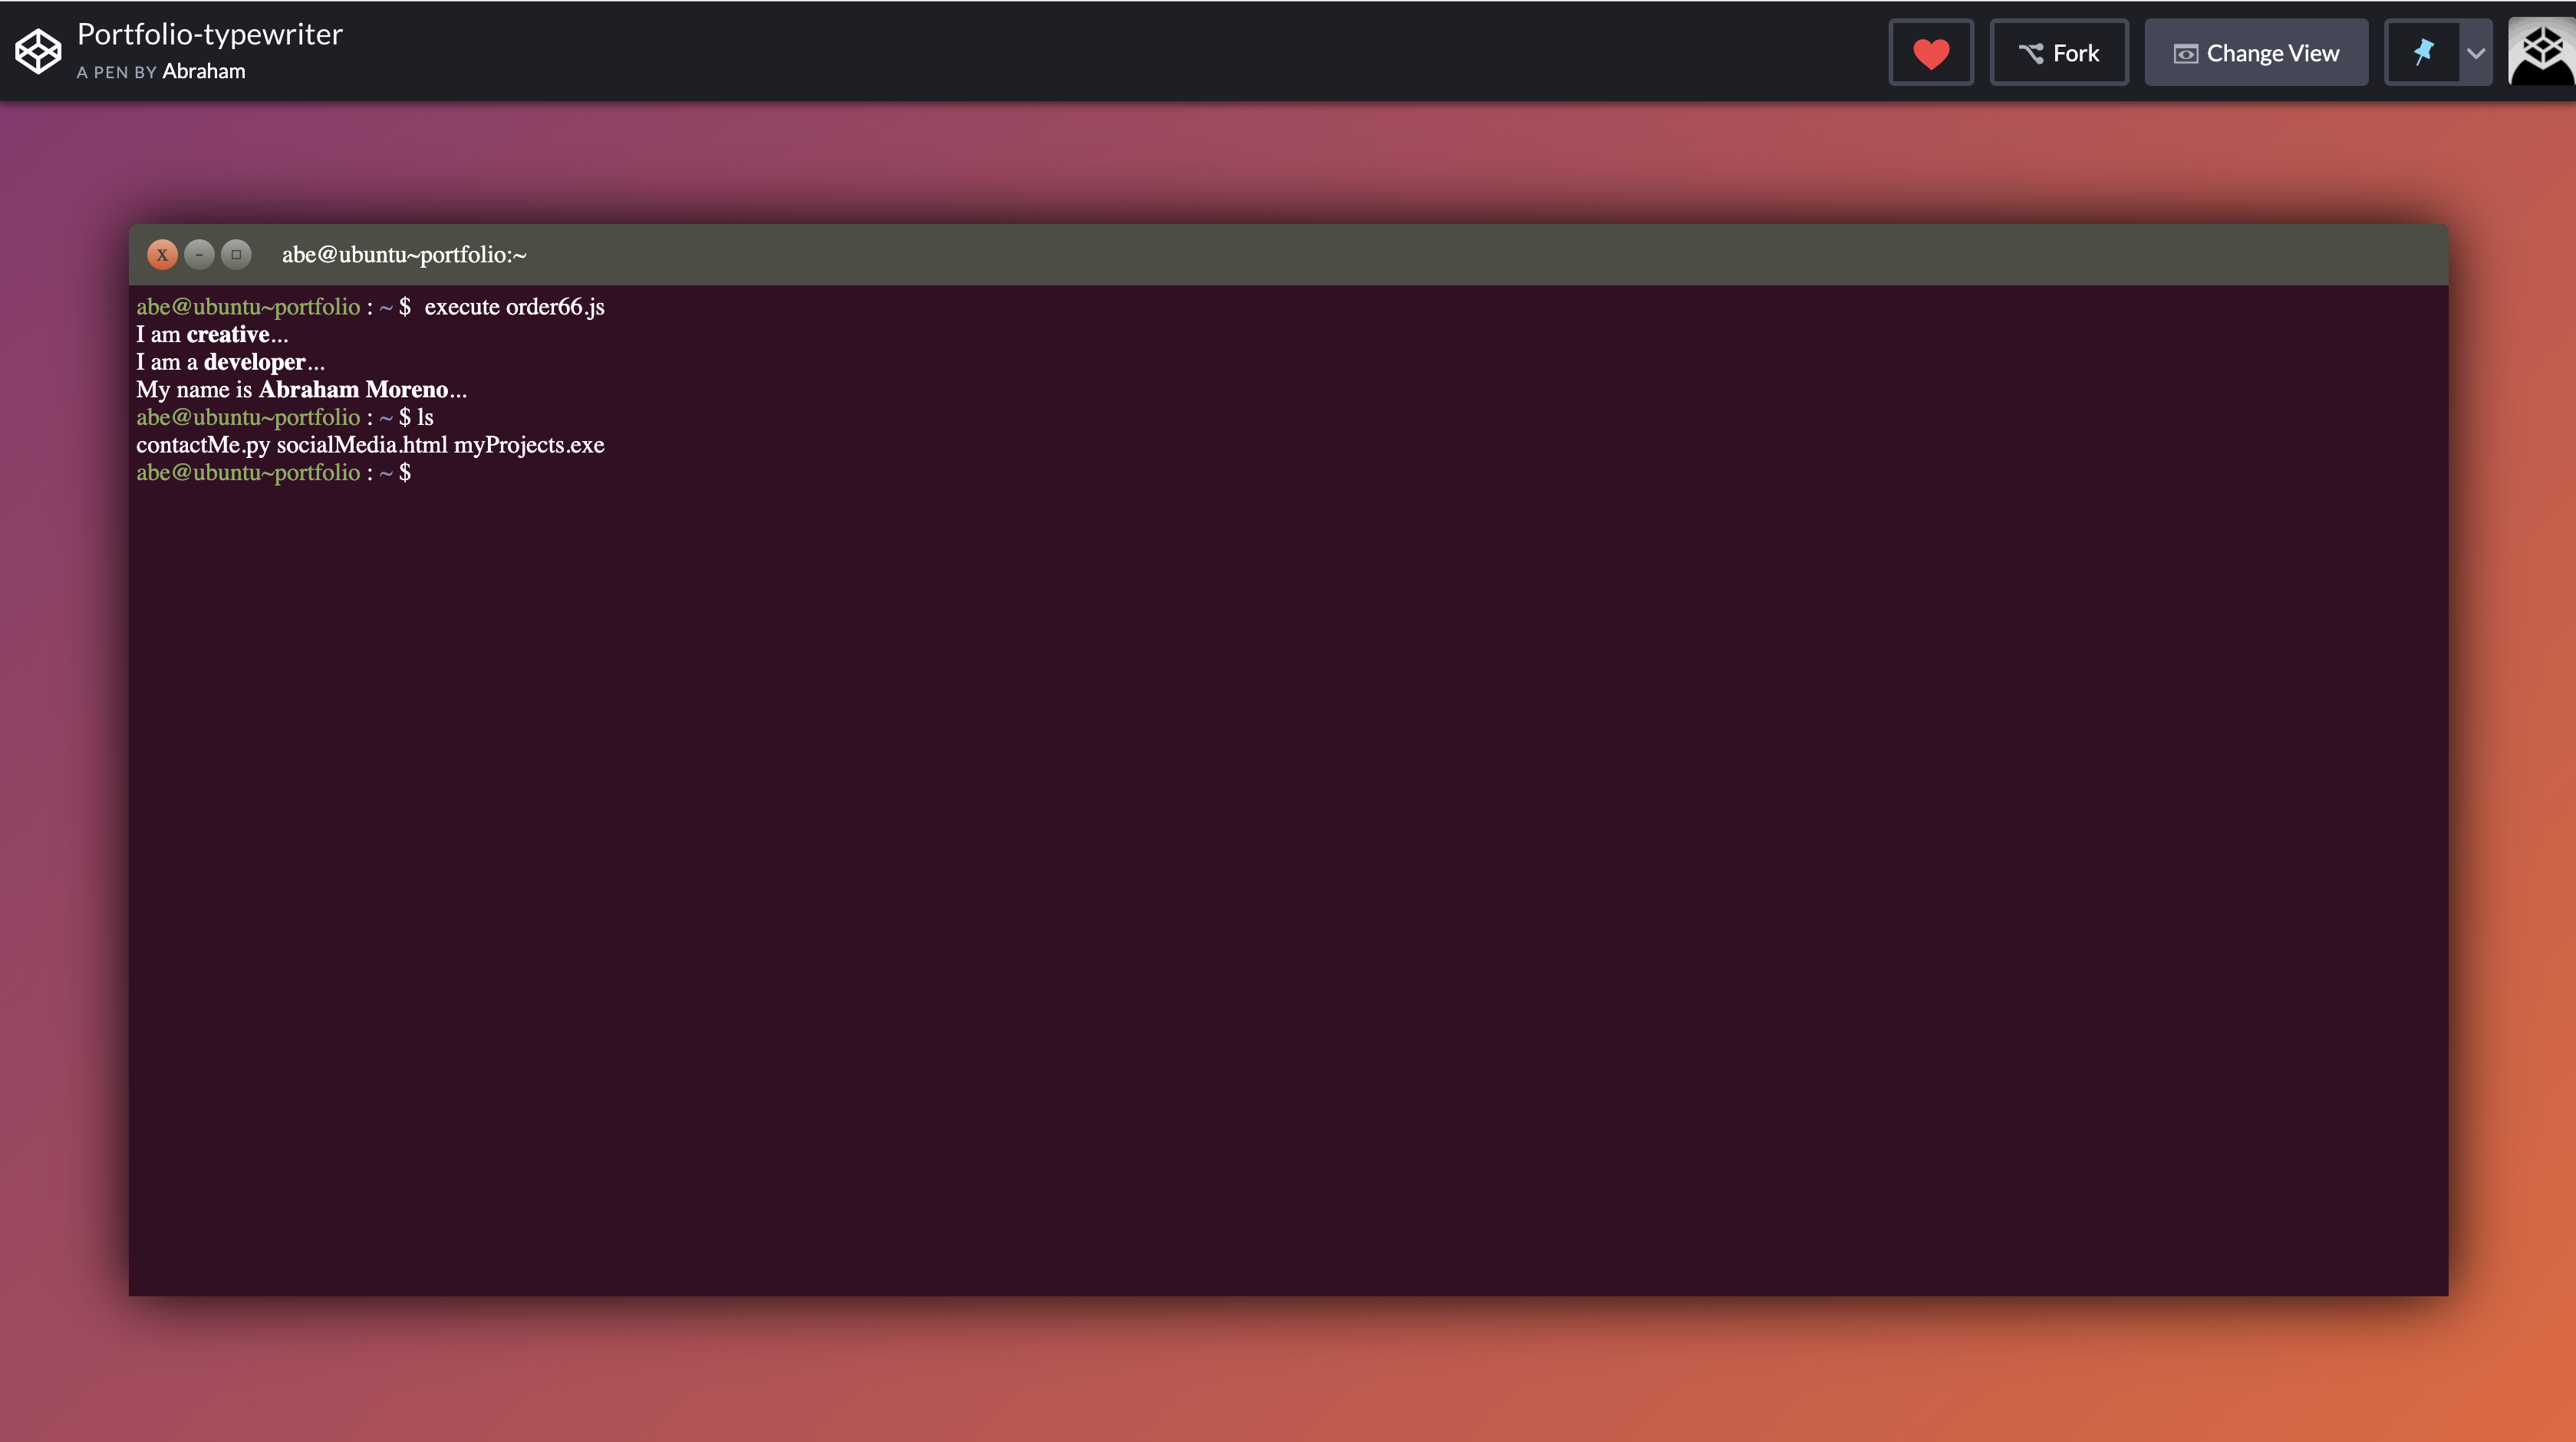 Portfolio-typewriter
A PEN BY Abraham
Fork
Change View
X - □ abe@ubuntu~portfolio:~
abe@ubuntu~portfolio : ~ $ execute order66.js
I am creative...
I am a developer...
My name is Abraham Moreno...
abe@ubuntu~portfolio : ~ $ ls
contactMe.py socialMedia.html myProjects.exe
abe@ubuntu~portfolio : ~ $